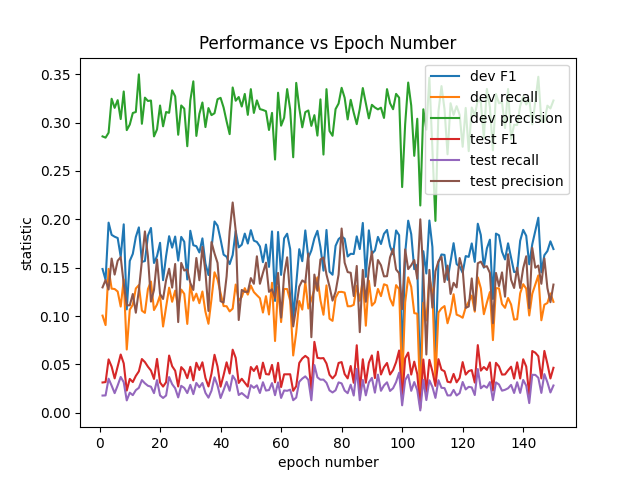 Performance vs Epoch Number
statistic
0.35
0.30
0.25
0.20
0.15
0.10
0.05
0.00
dev F1
dev recall
dev precision
test F1
test recall
test precision
0 20 40 60 80 100 120 140
epoch number